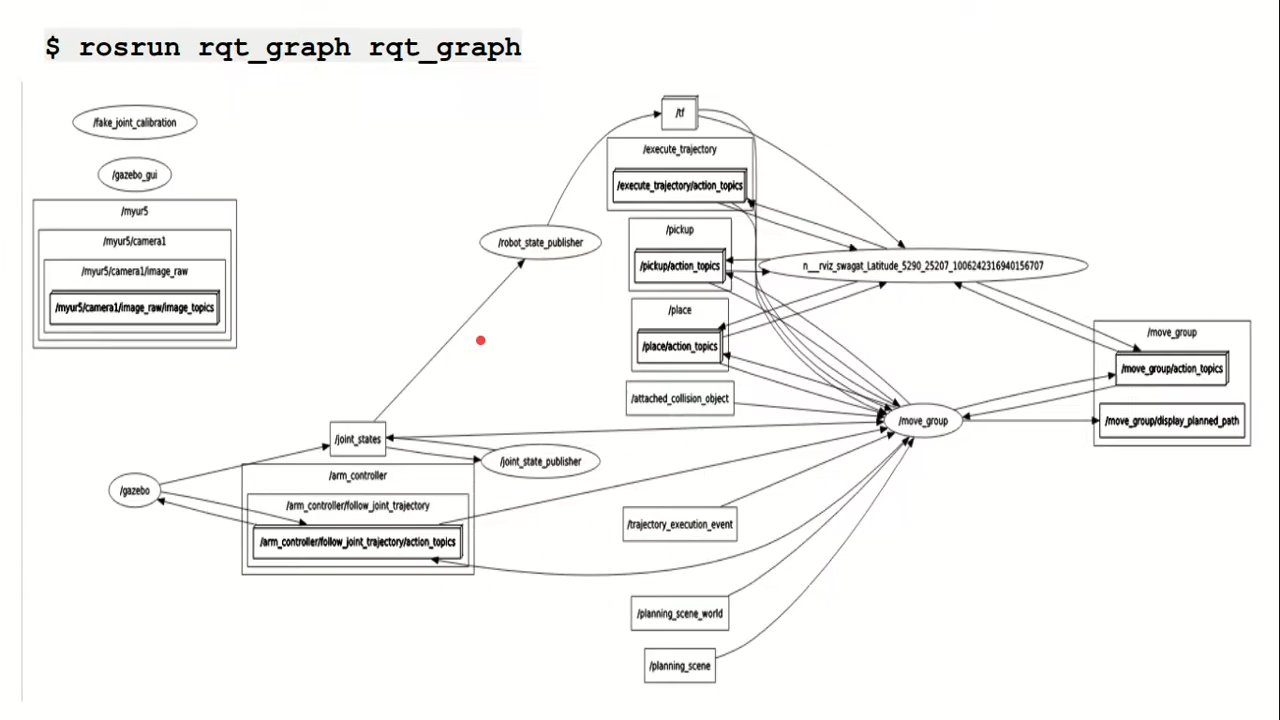 $ rosrun rqt_graph rqt_graph
/fake_joint_calibration
/gazebo_gui
/myur5
/myur5/camera1
/myur5/camera1/image_raw
/myur5/camera1/image_raw/image_topics
/tf
/execute_trajectory
/execute_trajectory/action_topics
/robot_state_publisher
/pickup
/pickup/action_topics
n__rviz_swagat_Latitude_5290_25207_1006242316940156707
/place
/place/action_topics
/move_group
/move_group/action_topics
/move_group/display_planned_path
/attached_collision_object
/move_group
/joint_states
/joint_state_publisher
/gazebo
/arm_controller
/arm_controller/follow_joint_trajectory
/arm_controller/follow_joint_trajectory/action_topics
/trajectory_execution_event
/planning_scene_world
/planning_scene